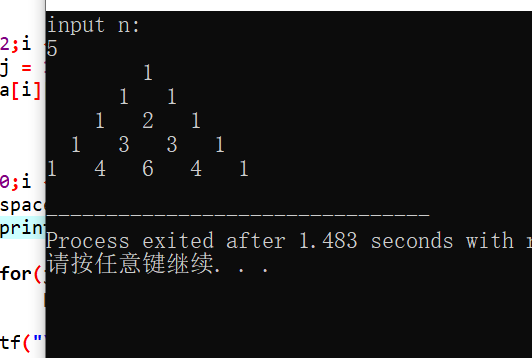 input n:
5
2;i
1
j =
1 1
a[i]
1 2 1
1 3 3 1
1 4 6 4 1
0;i
spac
--------------------------------
print
Process exited after 1.483 seconds with
for(
请按任意键继续. . .
tf("